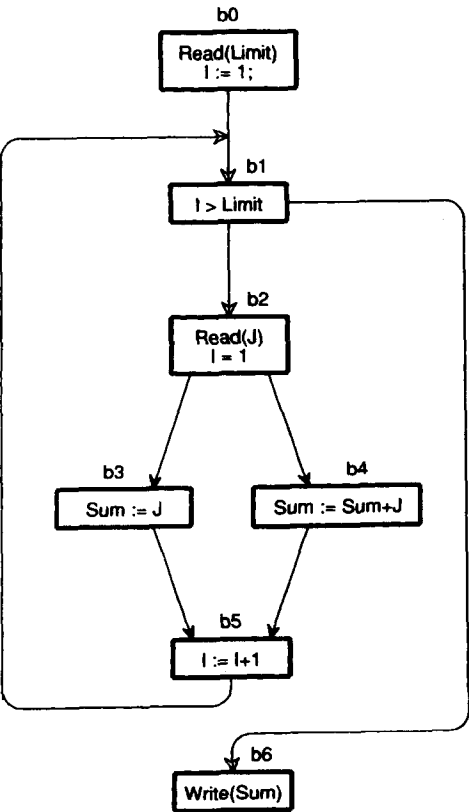 b0
Read(Limit)
I := 1;
b1
I > Limit
b2
Read(J)
I = 1
b3
Sum := J
b4
Sum := Sum+J
b5
I := I+1
b6
Write(Sum)